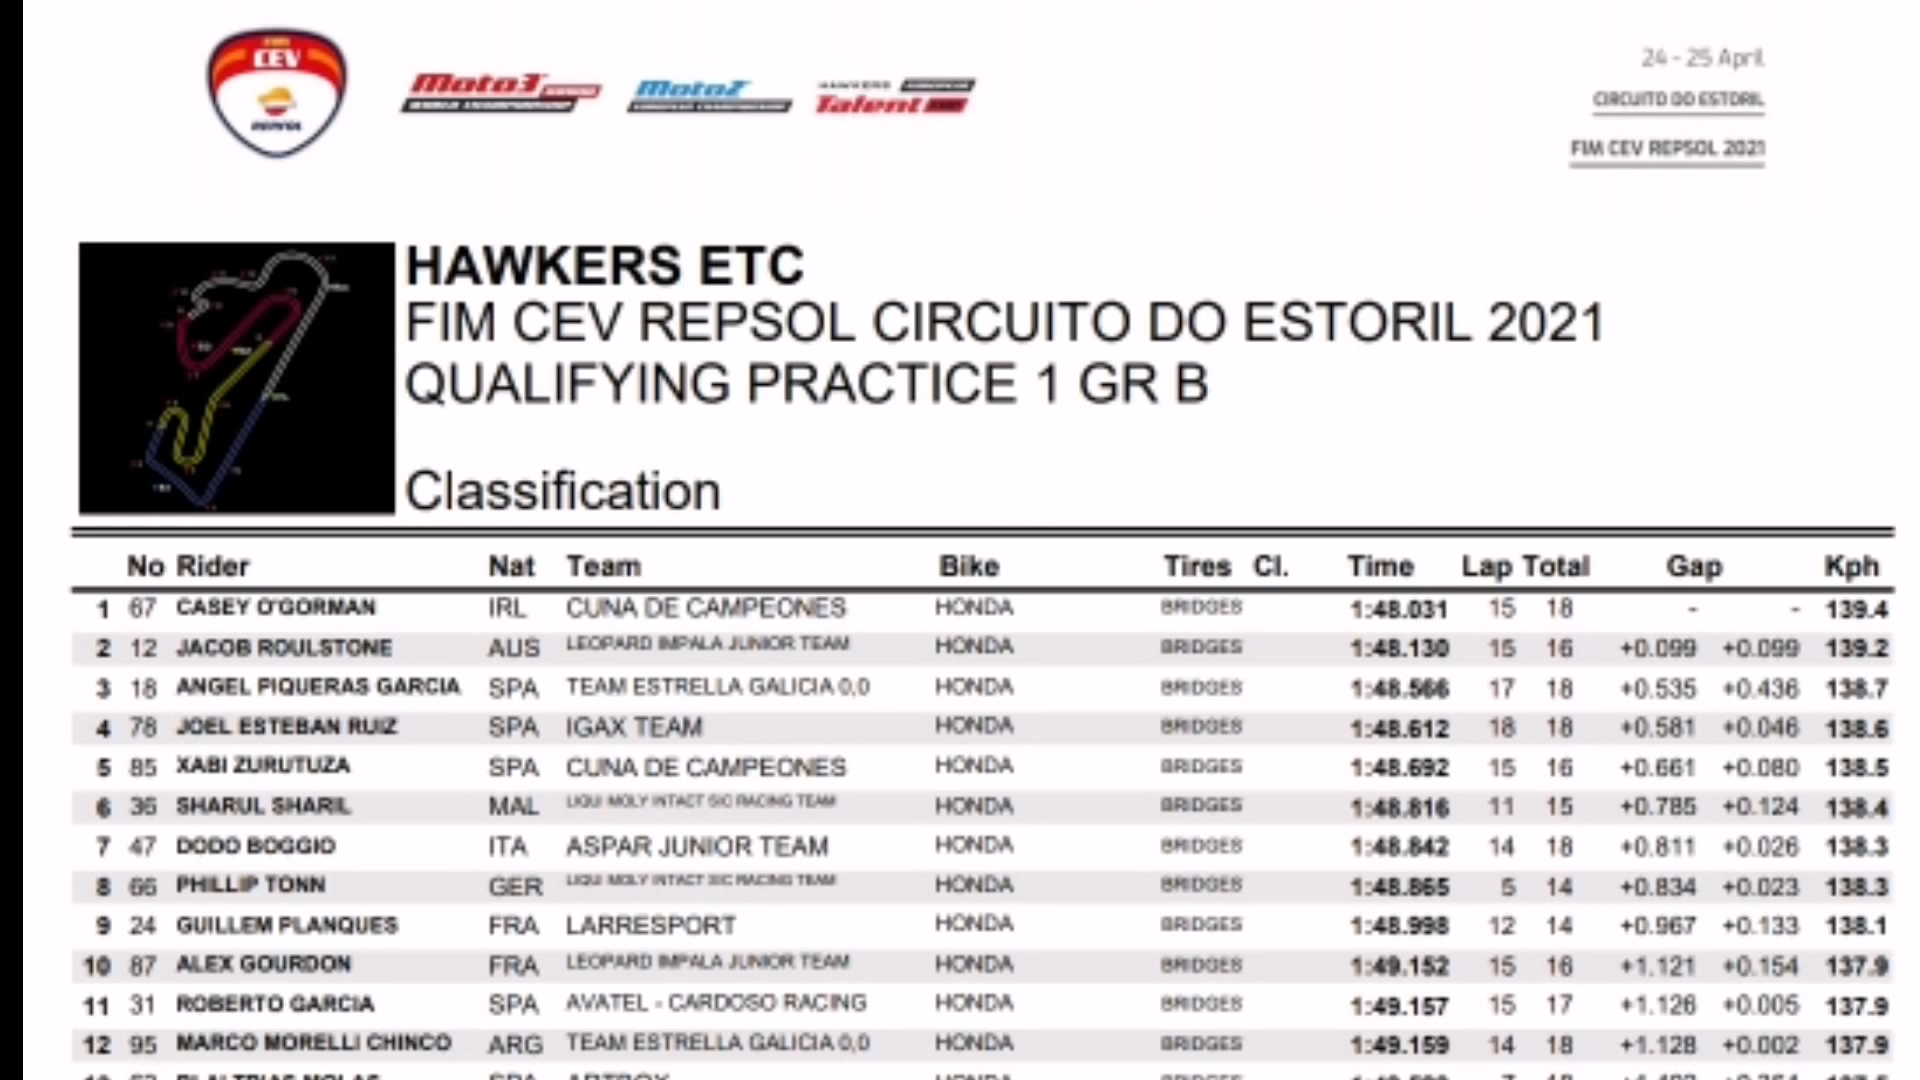 CEV
REPSOL
Moto3
Moto2
HAWKERS
Talent
24 - 25 April
CIRCUITO DO ESTORIL
FIM CEV REPSOL 2021
HAWKERS ETC
FIM CEV REPSOL CIRCUITO DO ESTORIL 2021
QUALIFYING PRACTICE 1 GR B
Classification
No Rider Nat Team Bike Tires Cl. Time Lap Total Gap Kph
1 67 CASEY O'GORMAN IRL CUNA DE CAMPEONES HONDA BRIDGES 1:48.031 15 18 - - 139.4
2 12 JACOB ROULSTONE AUS LEOPARD IMPALA JUNIOR TEAM HONDA BRIDGES 1:48.130 15 16 +0.099 +0.099 139.2
3 18 ANGEL PIQUERAS GARCIA SPA TEAM ESTRELLA GALICIA 0,0 HONDA BRIDGES 1:48.566 17 18 +0.535 +0.436 138.7
4 78 JOEL ESTEBAN RUIZ SPA IGAX TEAM HONDA BRIDGES 1:48.612 18 18 +0.581 +0.046 138.6
5 85 XABI ZURUTUZA SPA CUNA DE CAMPEONES HONDA BRIDGES 1:48.692 15 16 +0.661 +0.080 138.5
6 36 SHARUL SHARIL MAL LIQUI MOLY INTACT SIC RACING TEAM HONDA BRIDGES 1:48.816 11 15 +0.785 +0.124 138.4
7 47 DODO BOGGIO ITA ASPAR JUNIOR TEAM HONDA BRIDGES 1:48.842 14 18 +0.811 +0.026 138.3
8 66 PHILLIP TONN GER LIQUI MOLY INTACT SIC RACING TEAM HONDA BRIDGES 1:48.865 5 14 +0.834 +0.023 138.3
9 24 GUILLEM PLANQUES FRA LARRESPORT HONDA BRIDGES 1:48.998 12 14 +0.967 +0.133 138.1
10 87 ALEX GOURDON FRA LEOPARD IMPALA JUNIOR TEAM HONDA BRIDGES 1:49.152 15 16 +1.121 +0.154 137.9
11 31 ROBERTO GARCIA SPA AVATEL - CARDOSO RACING HONDA BRIDGES 1:49.157 15 17 +1.126 +0.005 137.9
12 95 MARCO MORELLI CHINCO ARG TEAM ESTRELLA GALICIA 0,0 HONDA BRIDGES 1:49.159 14 18 +1.128 +0.002 137.9